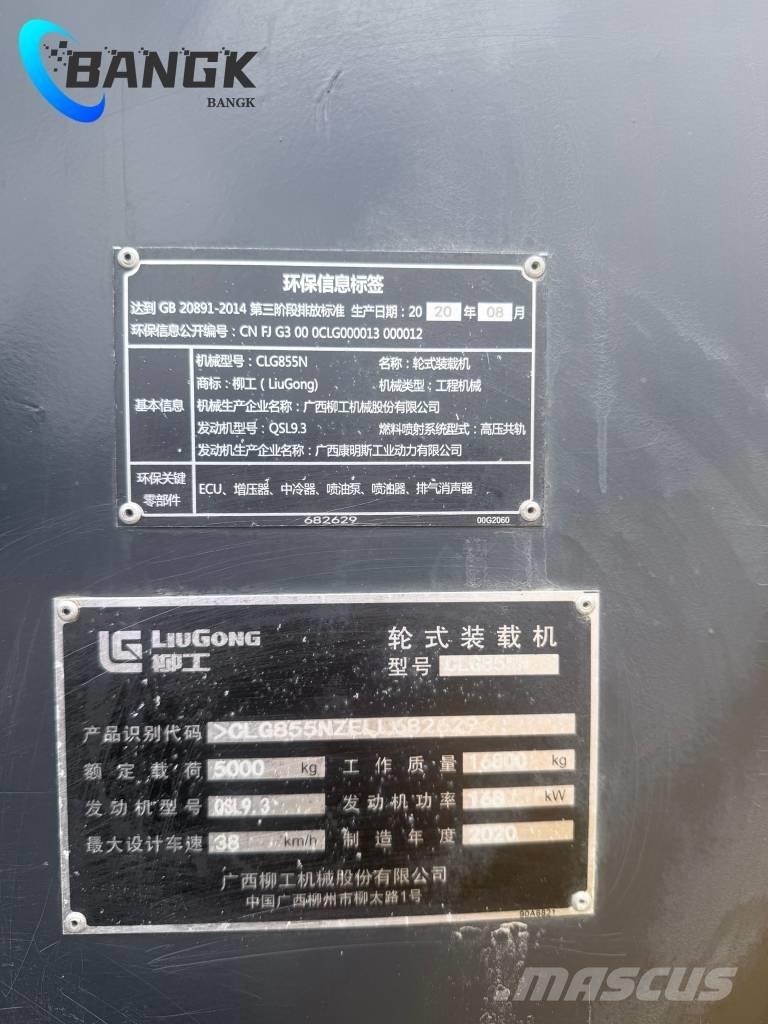 BANGK
BANGK
环保信息标签
达到 GB 20891-2014 第三阶段排放标准 生产日期：20 20 年 08 月
环保信息公开编号：CN FJ G3 00 0CLG000013 000012
基本信息
机械型号：CLG855N 名称：轮式装载机
商标：柳工（LiuGong） 机械类型：工程机械
机械生产企业名称：广西柳工机械股份有限公司
发动机型号：QSL9.3 燃料喷射系统型式：高压共轨
发动机生产企业名称：广西康明斯工业动力有限公司
环保关键零部件
ECU、增压器、中冷器、喷油泵、喷油器、排气消声器
682629 00G2060
LIUGONG
柳工
轮式装载机
型号 CLG855N
产品识别代码 >CLG855NZELL682629
额定载荷 5000 kg 工作质量 16800 kg
发动机型号 QSL9.3 发动机功率 168 kW
最大设计车速 38 km/h 制造年度 2020
广西柳工机械股份有限公司
中国广西柳州市柳太路1号
90A6821
MASCUS